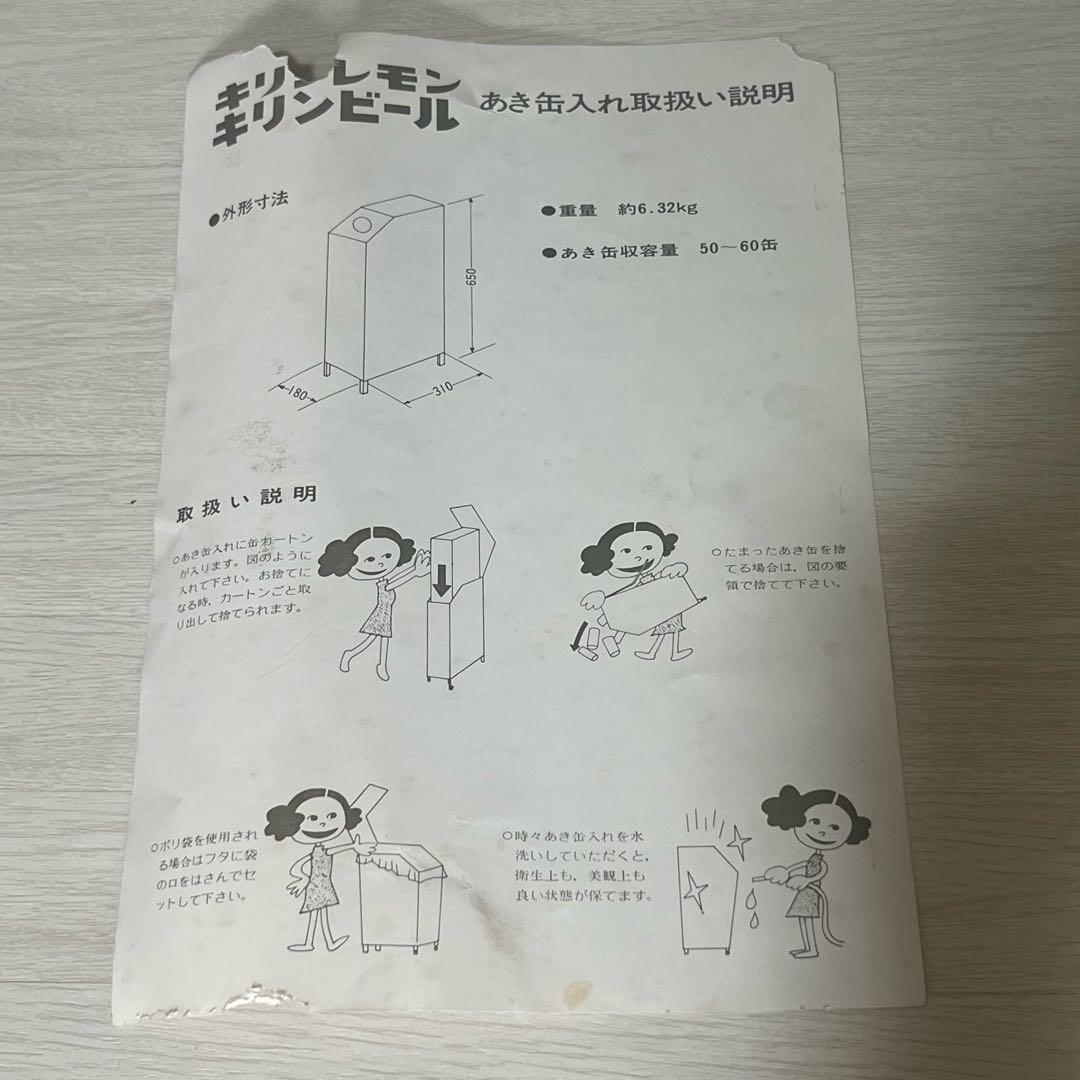 キリンレモン
キリンビール
あき缶入れ取扱い説明
●外形寸法
●重量 約6.32kg
●あき缶収容量 50〜60缶
650
180
310
取扱い説明
○あき缶入れに缶カートン
が入ります。図のように
入れて下さい。お捨てに
なる時、カートンごと取
り出して捨てられます。
○たまったあき缶を捨
てる場合は、図の要
領で捨てて下さい。
○ポリ袋を使用され
る場合はフタに袋
の口をはさんでセ
ットして下さい。
○時々あき缶入れを水
洗いしていただくと、
衛生上も、美観上も
良い状態が保てます。